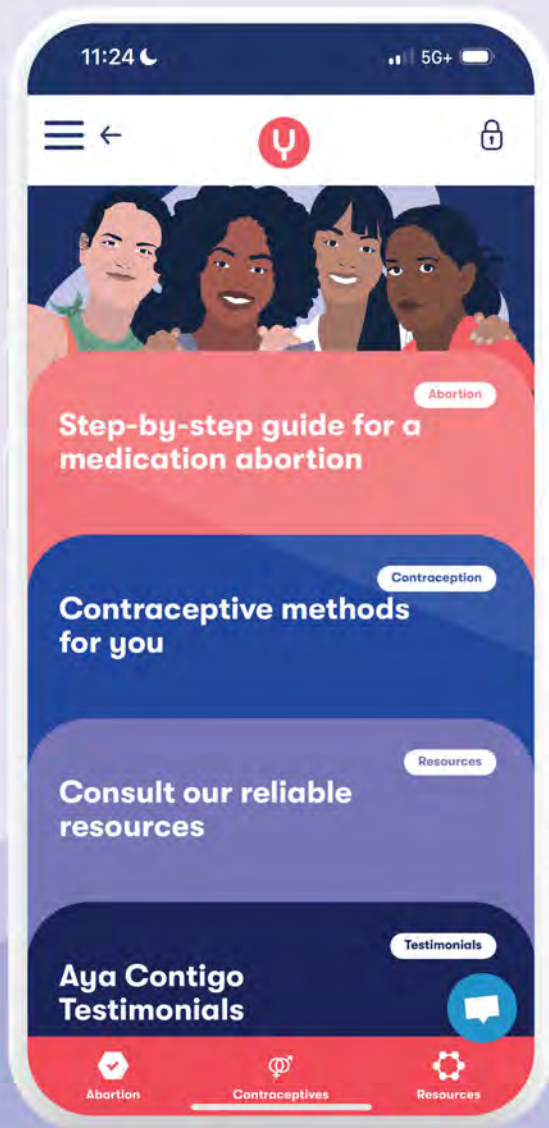 11:24
5G+
Abortion
Step-by-step guide for a
medication abortion
Contraception
Contraceptive methods
for you
Resources
Consult our reliable
resources
Testimonials
Aya Contigo
Testimonials
Abortion
Contraceptives
Resources